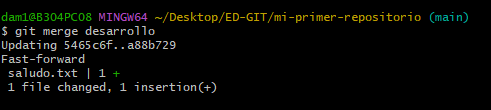 dam1@B304PC08 MINGW64 ~/Desktop/ED-GIT/mi-primer-repositorio (main)
$ git merge desarrollo
Updating 5465c6f..a88b729
Fast-forward
 saludo.txt | 1 +
 1 file changed, 1 insertion(+)